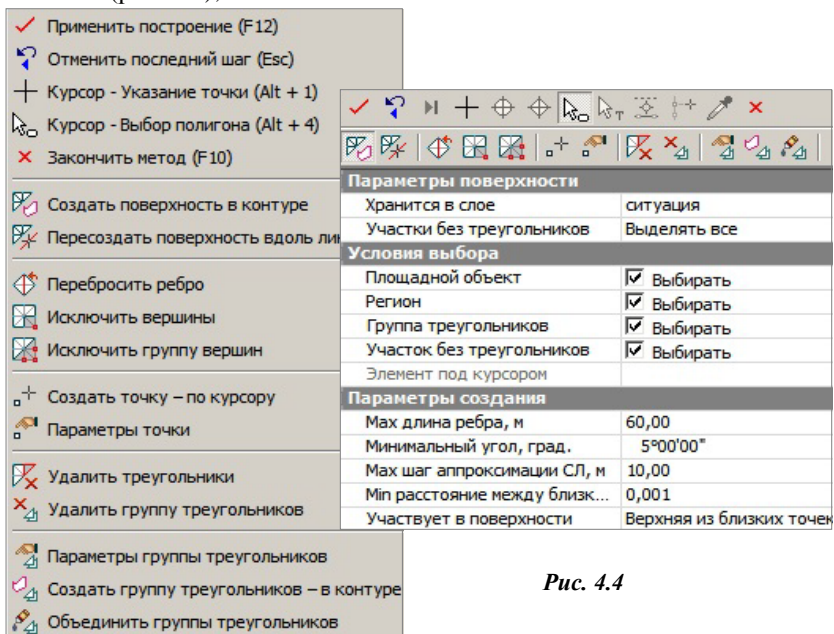 Применить построение (F12)
Отменить последний шаг (Esc)
Курсор - Указание точки (Alt + 1)
Курсор - Выбор полигона (Alt + 4)
Закончить метод (F10)
Создать поверхность в контуре
Пересоздать поверхность вдоль
Перебросить ребро
Исключить вершины
Исключить группу вершин
Создать точку – по курсору
Параметры точки
Удалить треугольники
Удалить группу треугольников
Параметры группы треугольников
Создать группу треугольников – в контуре
Объединить группы треугольников
Параметры поверхности
Хранится в слое ситуация
Участки без треугольников Выделять все
Условия выбора
Площадной объект Выбирать
Регион Выбирать
Группа треугольников Выбирать
Участок без треугольников Выбирать
Элемент под курсором
Параметры создания
Max длина ребра, м 60,00
Минимальный угол, град. 5°00'00"
Max шаг аппроксимации СЛ, м 10,00
Min расстояние между близк... 0,001
Участвует в поверхности Верхняя из близких точек
Рис. 4.4